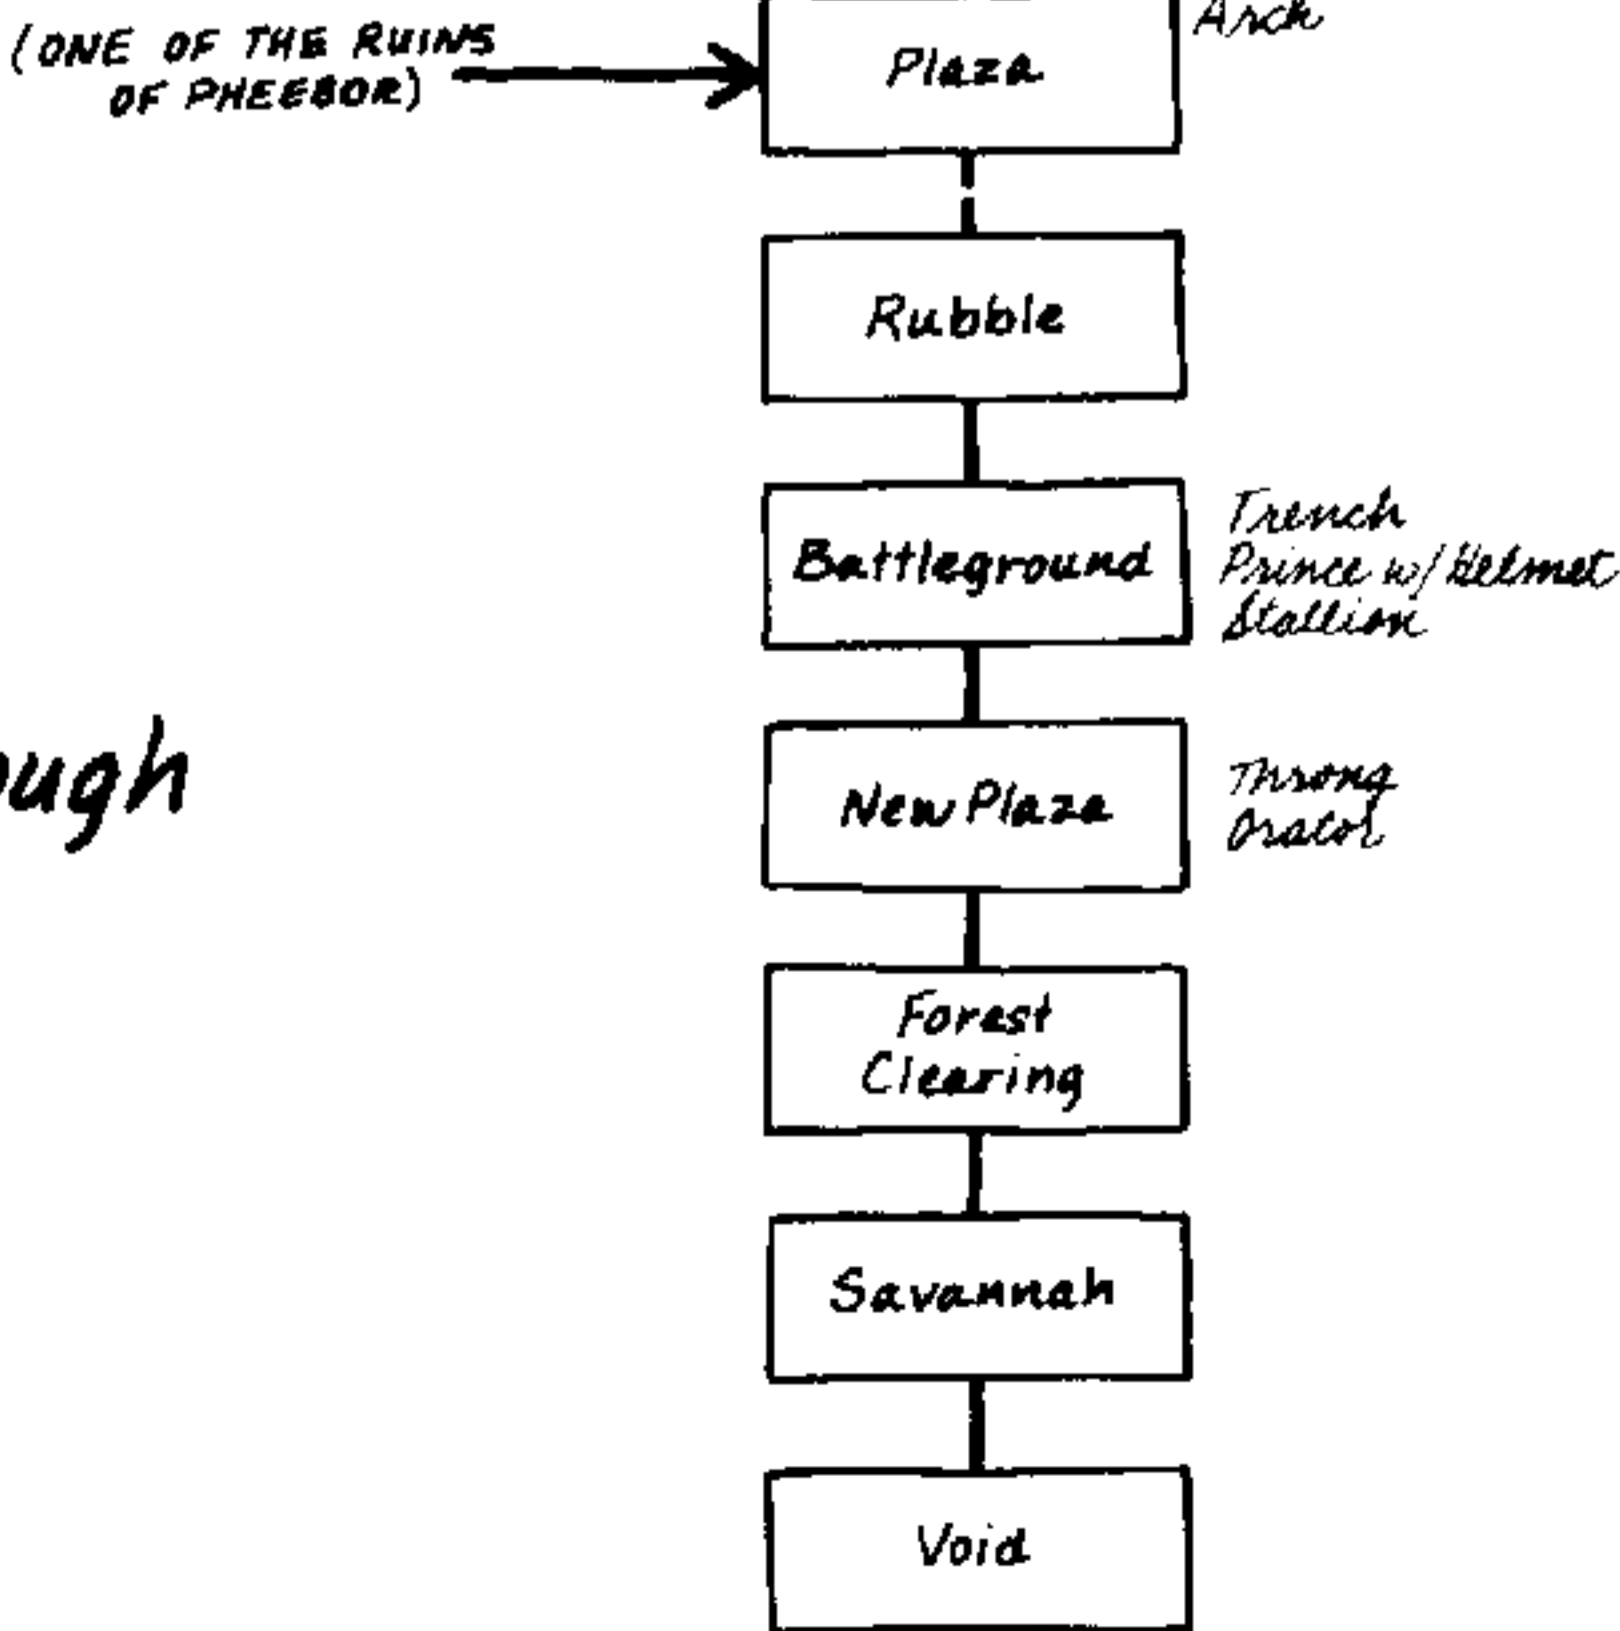 Arch
(ONE OF THE RUINS
OF PHEEBOR)
Plaza
Rubble
Battleground
Trench
Prince w/ Helmet
Stallion
New Plaza
Throng
Orator
Forest
Clearing
Savannah
Void